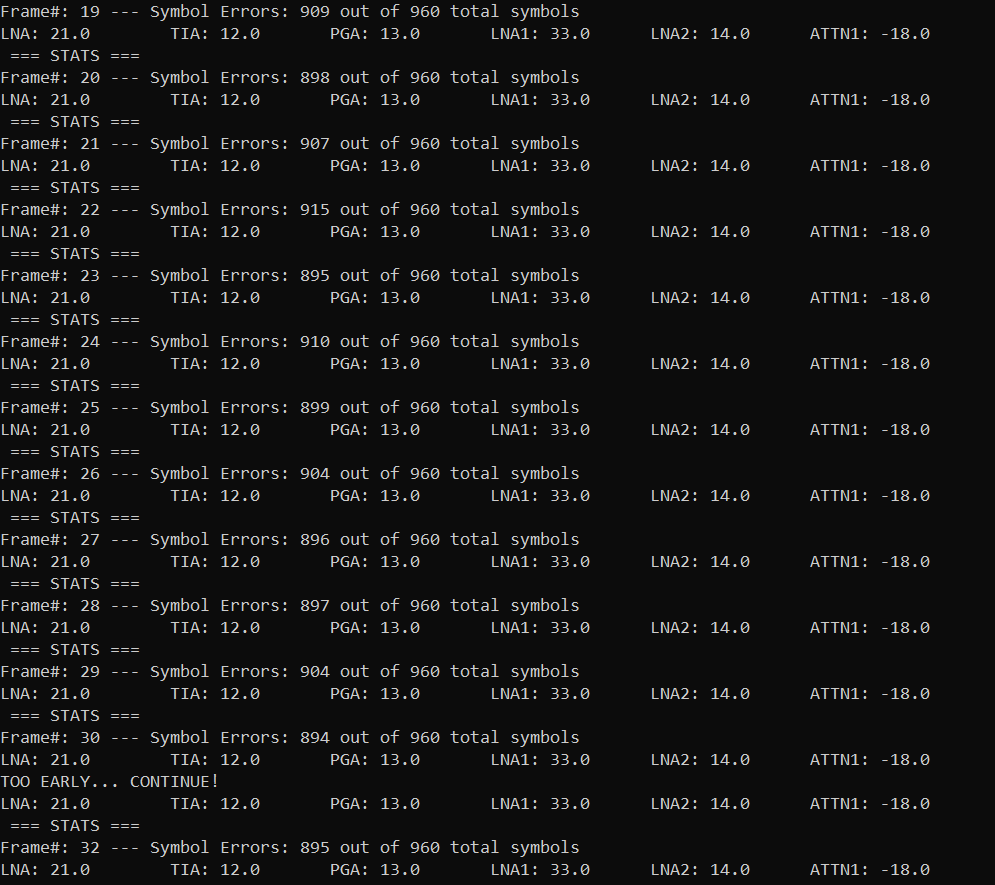 Frame#: 19 --- Symbol Errors: 909 out of 960 total symbols
LNA: 21.0 TIA: 12.0 PGA: 13.0 LNA1: 33.0 LNA2: 14.0 ATTN1: -18.0
=== STATS ===
Frame#: 20 --- Symbol Errors: 898 out of 960 total symbols
LNA: 21.0 TIA: 12.0 PGA: 13.0 LNA1: 33.0 LNA2: 14.0 ATTN1: -18.0
=== STATS ===
Frame#: 21 --- Symbol Errors: 907 out of 960 total symbols
LNA: 21.0 TIA: 12.0 PGA: 13.0 LNA1: 33.0 LNA2: 14.0 ATTN1: -18.0
=== STATS ===
Frame#: 22 --- Symbol Errors: 915 out of 960 total symbols
LNA: 21.0 TIA: 12.0 PGA: 13.0 LNA1: 33.0 LNA2: 14.0 ATTN1: -18.0
=== STATS ===
Frame#: 23 --- Symbol Errors: 895 out of 960 total symbols
LNA: 21.0 TIA: 12.0 PGA: 13.0 LNA1: 33.0 LNA2: 14.0 ATTN1: -18.0
=== STATS ===
Frame#: 24 --- Symbol Errors: 910 out of 960 total symbols
LNA: 21.0 TIA: 12.0 PGA: 13.0 LNA1: 33.0 LNA2: 14.0 ATTN1: -18.0
=== STATS ===
Frame#: 25 --- Symbol Errors: 899 out of 960 total symbols
LNA: 21.0 TIA: 12.0 PGA: 13.0 LNA1: 33.0 LNA2: 14.0 ATTN1: -18.0
=== STATS ===
Frame#: 26 --- Symbol Errors: 904 out of 960 total symbols
LNA: 21.0 TIA: 12.0 PGA: 13.0 LNA1: 33.0 LNA2: 14.0 ATTN1: -18.0
=== STATS ===
Frame#: 27 --- Symbol Errors: 896 out of 960 total symbols
LNA: 21.0 TIA: 12.0 PGA: 13.0 LNA1: 33.0 LNA2: 14.0 ATTN1: -18.0
=== STATS ===
Frame#: 28 --- Symbol Errors: 897 out of 960 total symbols
LNA: 21.0 TIA: 12.0 PGA: 13.0 LNA1: 33.0 LNA2: 14.0 ATTN1: -18.0
=== STATS ===
Frame#: 29 --- Symbol Errors: 904 out of 960 total symbols
LNA: 21.0 TIA: 12.0 PGA: 13.0 LNA1: 33.0 LNA2: 14.0 ATTN1: -18.0
=== STATS ===
Frame#: 30 --- Symbol Errors: 894 out of 960 total symbols
LNA: 21.0 TIA: 12.0 PGA: 13.0 LNA1: 33.0 LNA2: 14.0 ATTN1: -18.0
TOO EARLY... CONTINUE!
LNA: 21.0 TIA: 12.0 PGA: 13.0 LNA1: 33.0 LNA2: 14.0 ATTN1: -18.0
=== STATS ===
Frame#: 32 --- Symbol Errors: 895 out of 960 total symbols
LNA: 21.0 TIA: 12.0 PGA: 13.0 LNA1: 33.0 LNA2: 14.0 ATTN1: -18.0